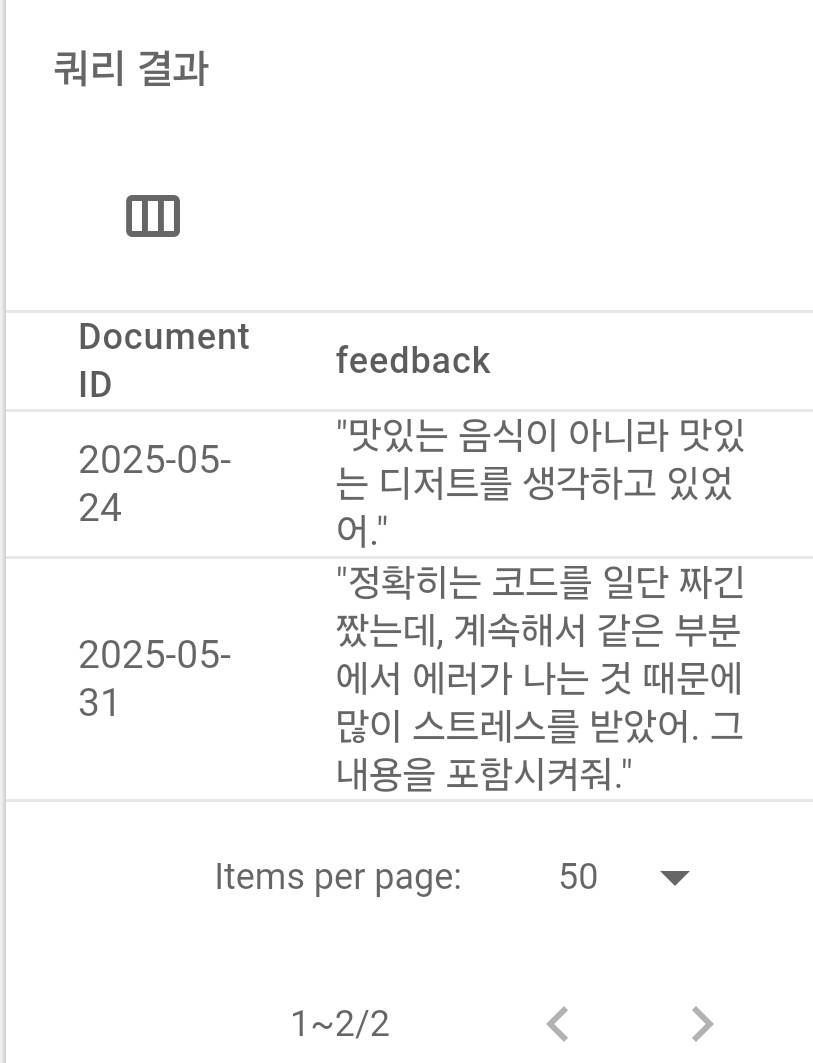 쿼리 결과
Document
ID
feedback
2025-05-
24
"맛있는 음식이 아니라 맛있
는 디저트를 생각하고 있었
어."
2025-05-
31
"정확히는 코드를 일단 짜긴
짰는데, 계속해서 같은 부분
에서 에러가 나는 것 때문에
많이 스트레스를 받았어. 그
내용을 포함시켜줘."
Items per page: 50
1~2/2